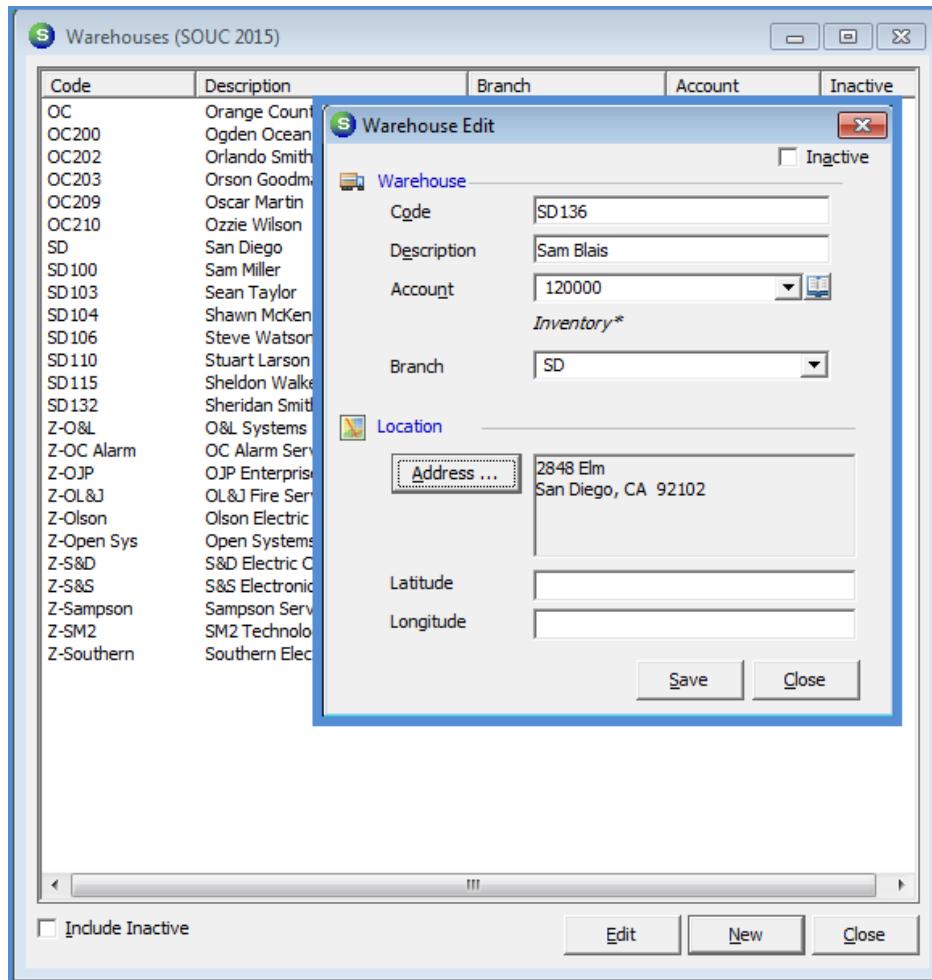 Warehouses (SOUC 2015)
Code Description Branch Account Inactive
OC Orange Count
OC200 Ogden Ocean
OC202 Orlando Smith
OC203 Orson Goodma
OC209 Oscar Martin
OC210 Ozzie Wilson
SD San Diego
SD100 Sam Miller
SD103 Sean Taylor
SD104 Shawn McKen
SD106 Steve Watson
SD110 Stuart Larson
SD115 Sheldon Walke
SD132 Sheridan Smit
Z-O&L O&L Systems
Z-OC Alarm OC Alarm Serv
Z-OJP OJP Enterpris
Z-OL&J OL&J Fire Ser
Z-Olson Olson Electric
Z-Open Sys Open Systems
Z-S&D S&D Electric C
Z-S&S S&S Electronic
Z-Sampson Sampson Serv
Z-SM2 SM2 Technolo
Z-Southern Southern Elec
Warehouse Edit
Inactive
Warehouse
Code SD136
Description Sam Blais
Account 120000
Inventory*
Branch SD
Location
Address ... 2848 Elm
San Diego, CA 92102
Latitude
Longitude
Save Close
Include Inactive
Edit New Close